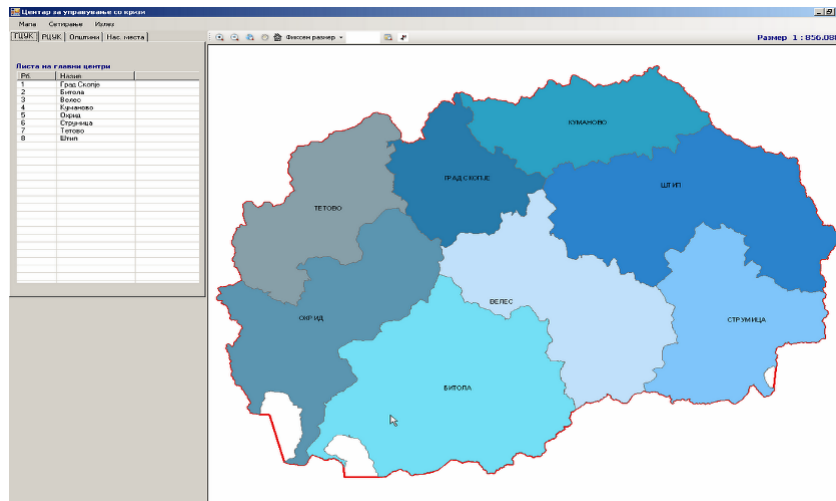 Центар за управување со кризи
Мапа Сетирање Излез
ГЦУК РЦУК Општини Нас. места
Фиксен размер
Размер 1 : 856.088
Листа на главни центри
Рб. Назив
1 Град Скопје
2 Битола
3 Велес
4 Куманово
5 Охрид
6 Струмица
7 Тетово
8 Штип
КУМАНОВО
ГРАД СКОПЈЕ
ШТИП
ТЕТОВО
ВЕЛЕС
ОХРИД
СТРУМИЦА
БИТОЛА